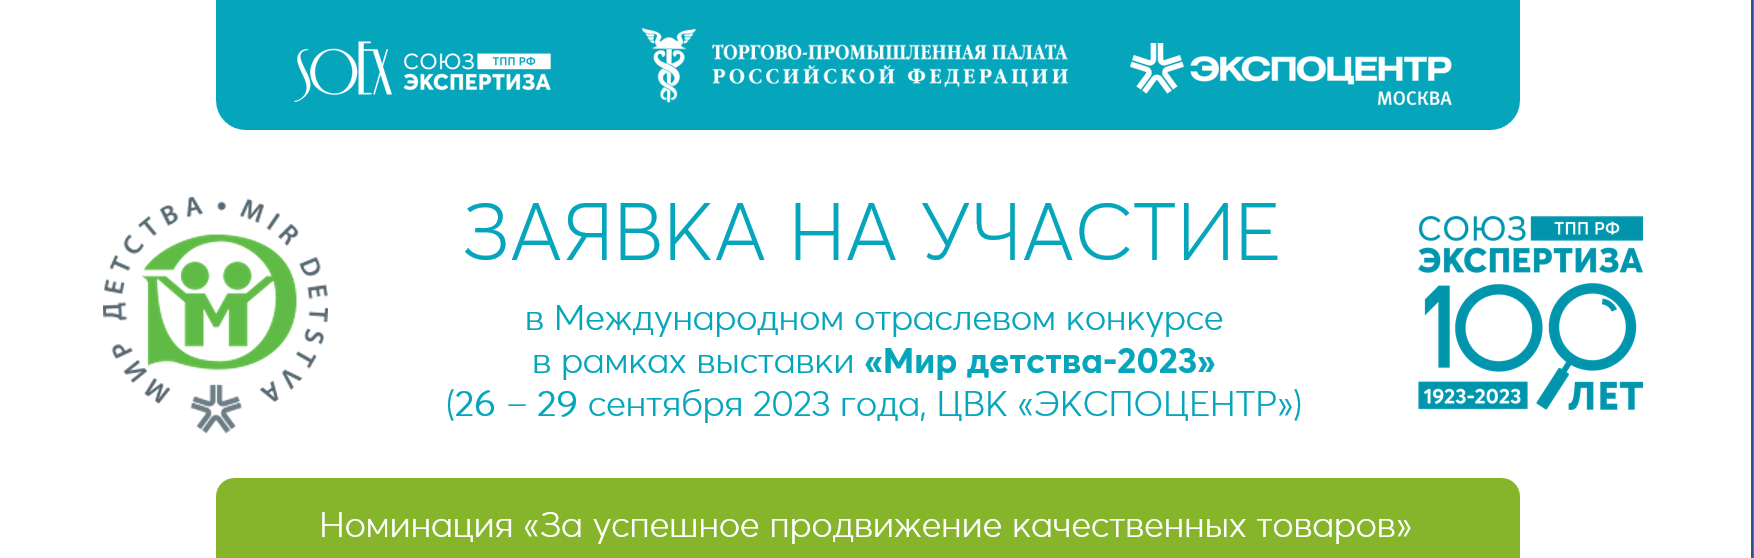 SOEX СОЮЗ ТПП РФ
ЭКСПЕРТИЗА
ТОРГОВО-ПРОМЫШЛЕННАЯ ПАЛАТА
РОССИЙСКОЙ ФЕДЕРАЦИИ
ЭКСПОЦЕНТР
МОСКВА
МИР ДЕТСТВА • MIR DETSTVA
М
ЗАЯВКА НА УЧАСТИЕ
в Международном отраслевом конкурсе
в рамках выставки «Мир детства-2023»
(26 – 29 сентября 2023 года, ЦВК «ЭКСПОЦЕНТР»)
СОЮЗ ТПП РФ
ЭКСПЕРТИЗА
100
1923-2023 ЛЕТ
Номинация «За успешное продвижение качественных товаров»